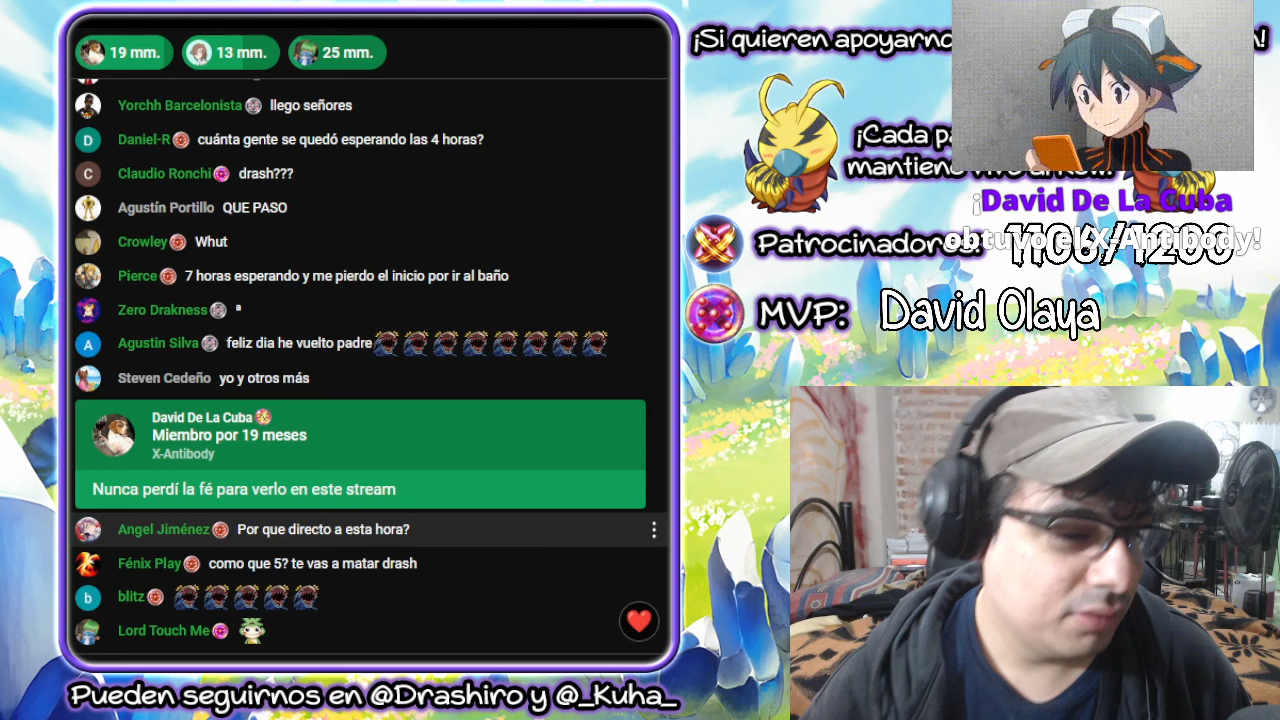 19 mm.
13 mm.
25 mm.
Yorchh Barcelonista llego señores
Daniel-R cuánta gente se quedó esperando las 4 horas?
Claudio Ronchi drash???
Agustín Portillo QUE PASO
Crowley Whut
Pierce 7 horas esperando y me pierdo el inicio por ir al baño
Zero Drakness ª
Agustin Silva feliz dia he vuelto padre
Steven Cedeño yo y otros más
David De La Cuba
Miembro por 19 meses
X-Antibody
Nunca perdí la fé para verlo en este stream
Angel Jiménez Por que directo a esta hora?
D
C
A
b
Fénix Play como que 5? te vas a matar drash
blitz
Lord Touch Me
Pueden seguirnos en @Drashiro y @_Kuha_
¡Si quieren apoyarno
¡Cada pa
mantiene
¡David De La Cuba
obtuvo el X-Antibody!
Patrocinadores: 1106/1200
MVP: David Olaya